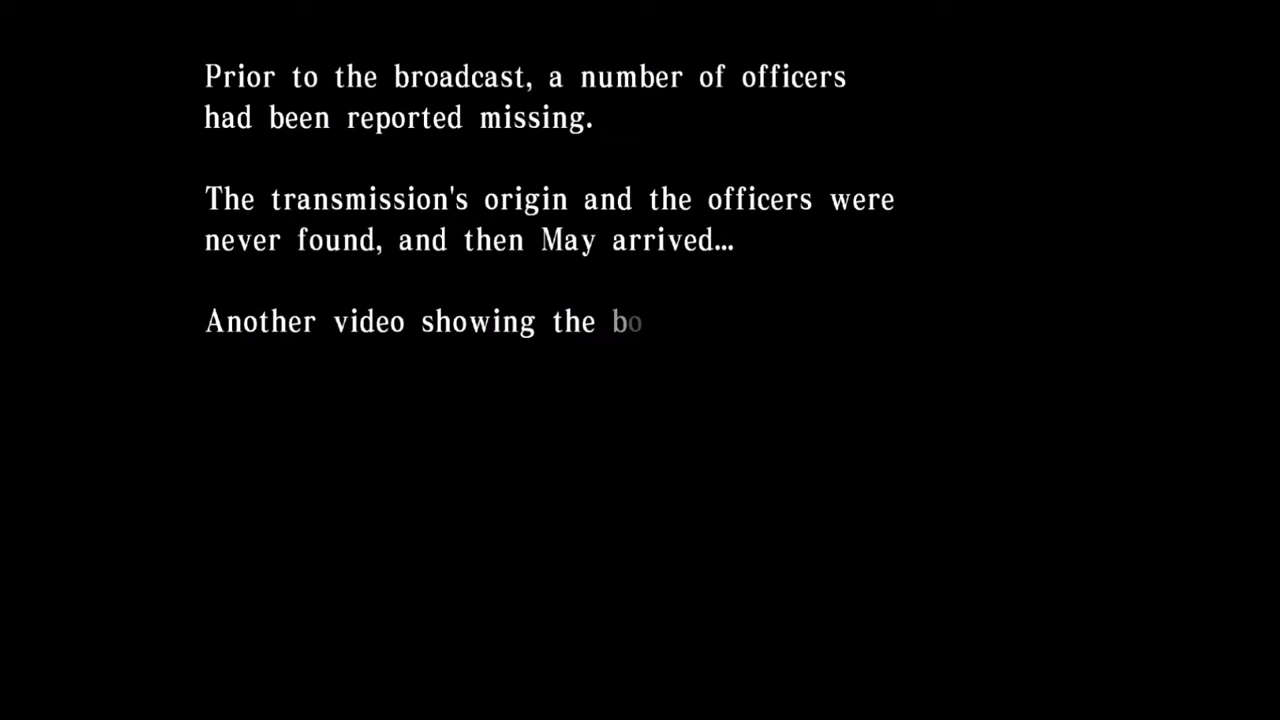 Prior to the broadcast, a number of officers
had been reported missing.
The transmission's origin and the officers were
never found, and then May arrived...
Another video showing the bo